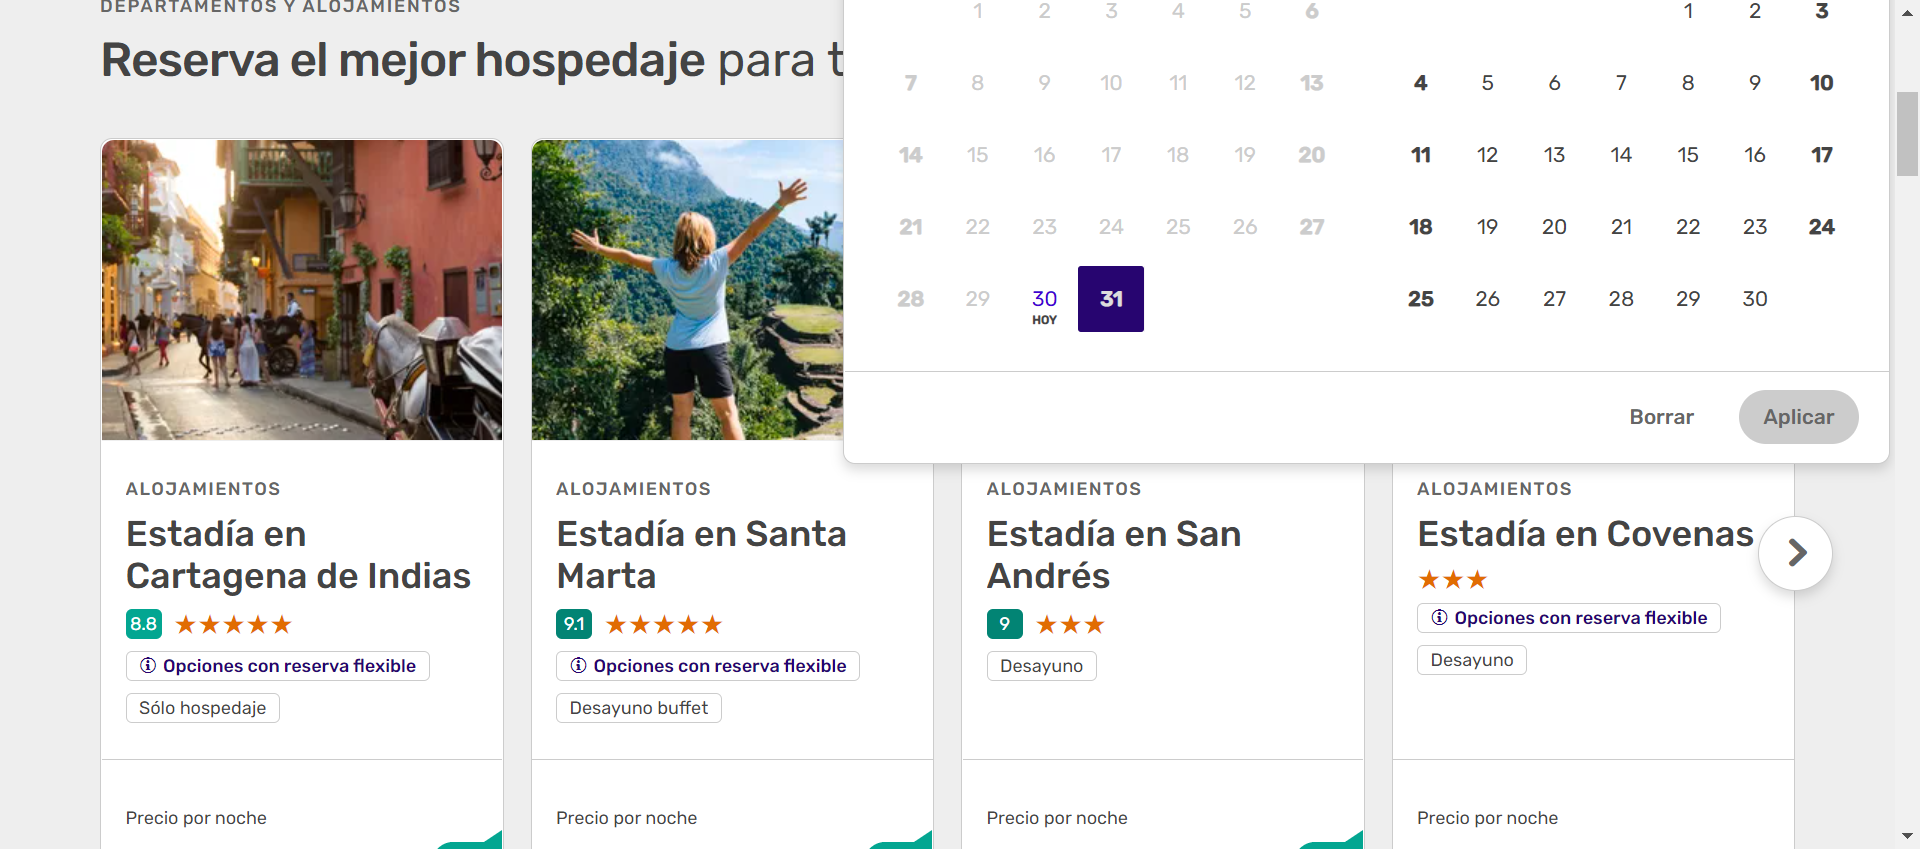 DEPARTAMENTOS Y ALOJAMIENTOS
Reserva el mejor hospedaje para t
1 2 3 4 5 6
7 8 9 10 11 12 13
14 15 16 17 18 19 20
21 22 23 24 25 26 27
28 29 30 31
HOY
1 2 3
4 5 6 7 8 9 10
11 12 13 14 15 16 17
18 19 20 21 22 23 24
25 26 27 28 29 30
Borrar Aplicar
ALOJAMIENTOS
Estadía en
Cartagena de Indias
8.8
Opciones con reserva flexible
Sólo hospedaje
Precio por noche
ALOJAMIENTOS
Estadía en Santa
Marta
9.1
Opciones con reserva flexible
Desayuno buffet
Precio por noche
ALOJAMIENTOS
Estadía en San
Andrés
9
Desayuno
Precio por noche
ALOJAMIENTOS
Estadía en Covenas
Opciones con reserva flexible
Desayuno
Precio por noche